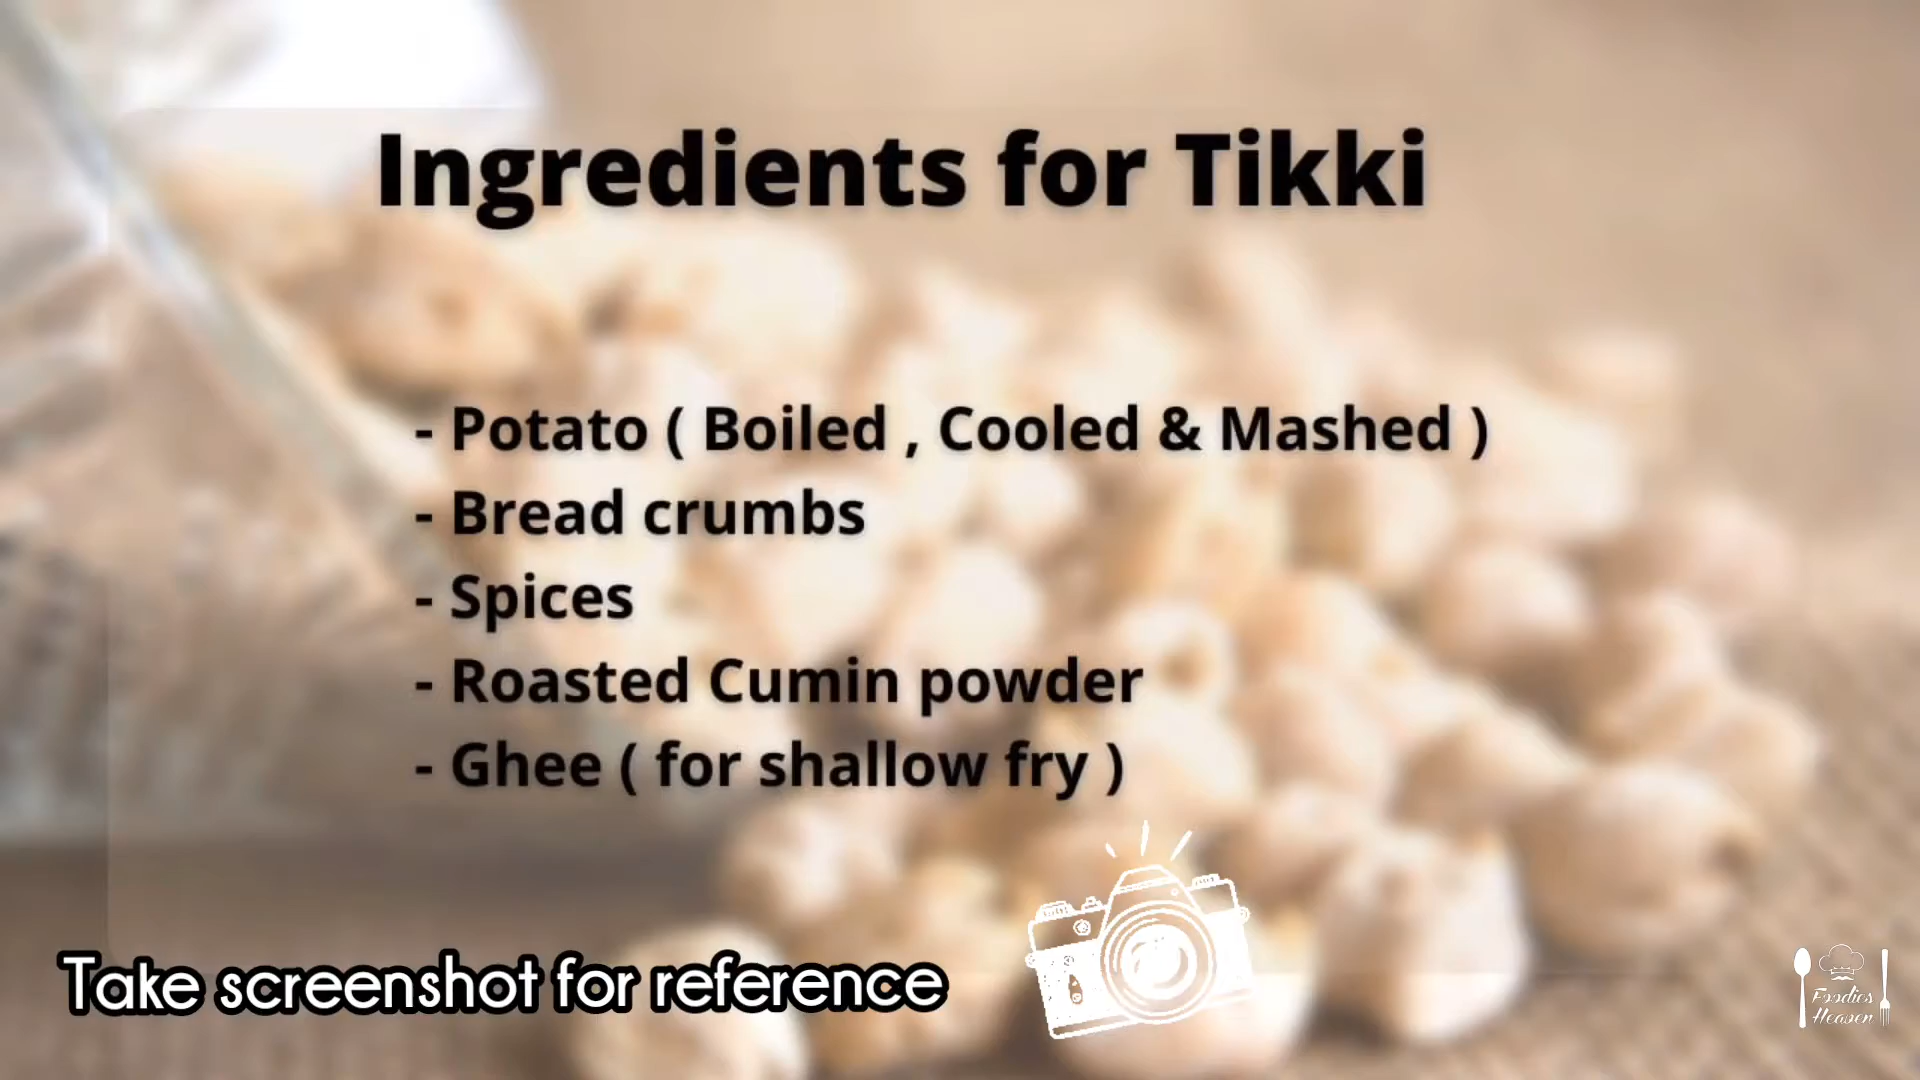 Ingredients for Tikki
- Potato ( Boiled , Cooled & Mashed )
- Bread crumbs
- Spices
- Roasted Cumin powder
- Ghee ( for shallow fry )
Take screenshot for reference
Foodies
Heaven